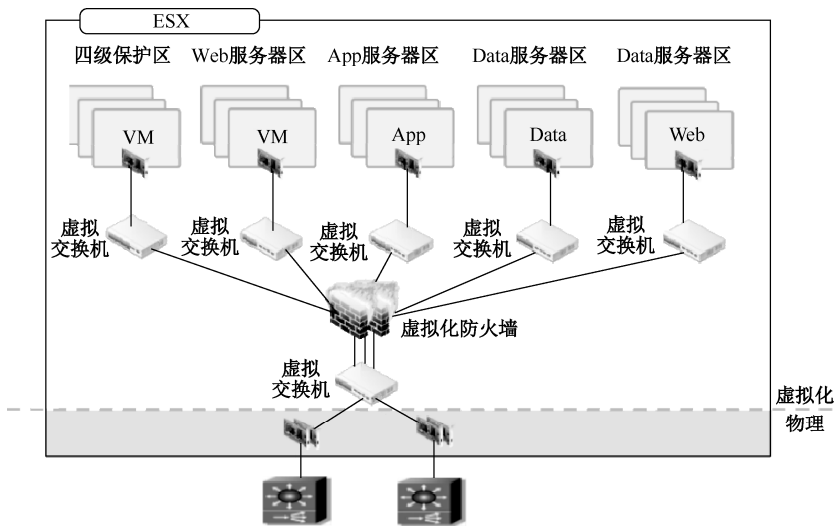 ESX
四级保护区
Web服务器区
App服务器区
Data服务器区
Data服务器区
VM
VM
App
Data
Web
虚拟
交换机
虚拟
交换机
虚拟
交换机
虚拟
交换机
虚拟
交换机
虚拟化防火墙
虚拟
交换机
虚拟化
物理